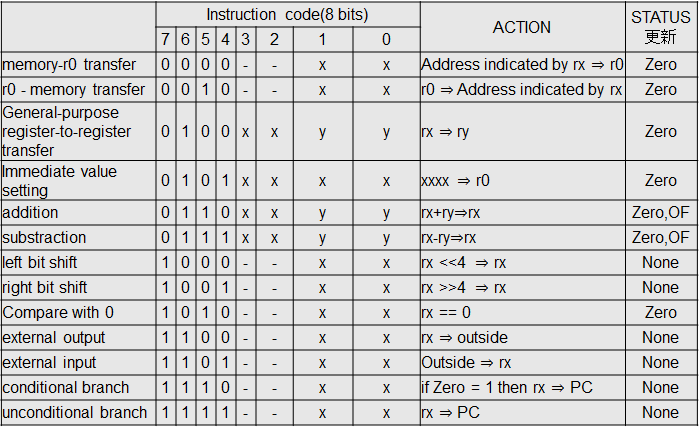 Instruction code(8 bits) ACTION STATUS
更新
7 6 5 4 3 2 1 0
memory-r0 transfer 0 0 0 0 - - x x Address indicated by rx ⇒ r0 Zero
r0 - memory transfer 0 0 1 0 - - x x r0 ⇒ Address indicated by rx Zero
General-purpose
register-to-register 0 1 0 0 x x y y rx ⇒ ry Zero
transfer
Immediate value
setting 0 1 0 1 x x x x xxxx ⇒ r0 Zero
addition 0 1 1 0 x x y y rx+ry⇒rx Zero,OF
substraction 0 1 1 1 x x y y rx-ry⇒rx Zero,OF
left bit shift 1 0 0 0 - - x x rx <<4 ⇒ rx None
right bit shift 1 0 0 1 - - x x rx >>4 ⇒ rx None
Compare with 0 1 0 1 0 - - x x rx == 0 Zero
external output 1 1 0 0 - - x x rx ⇒ outside None
external input 1 1 0 1 - - x x Outside ⇒ rx None
conditional branch 1 1 1 0 - - x x if Zero = 1 then rx ⇒ PC None
unconditional branch 1 1 1 1 - - x x rx ⇒ PC None